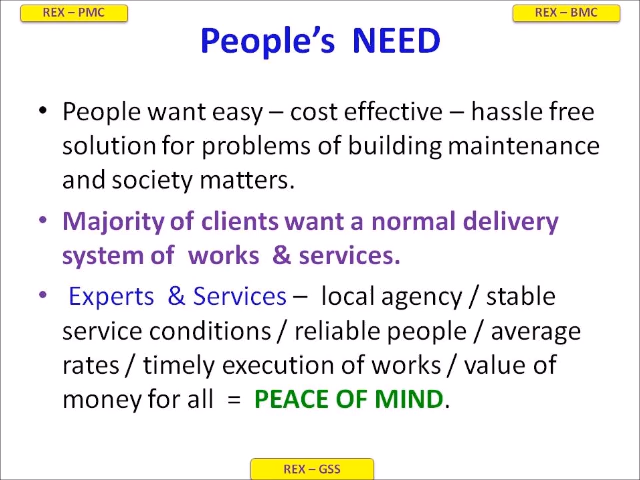 REX – PMC
REX – BMC
People’s  NEED
• People want easy – cost effective – hassle free
solution for problems of building maintenance
and society matters.
• Majority of clients want a normal delivery
system of  works  & services.
• Experts  & Services –  local agency / stable
service conditions / reliable people / average
rates / timely execution of works / value of
money for all  =  PEACE OF MIND.
REX – GSS